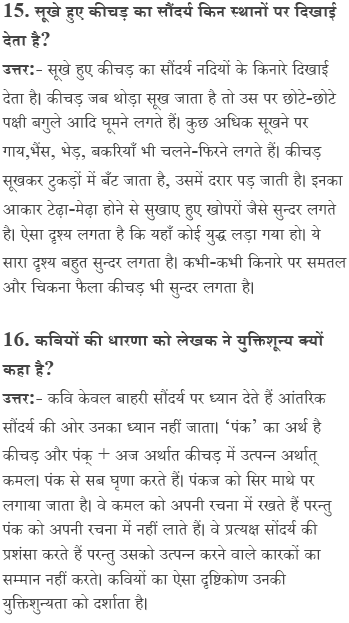 15. सूखे हुए कीचड़ का सौंदर्य किन स्थानों पर दिखाई
देता है?
उत्तर:- सूखे हुए कीचड़ का सौंदर्य नदियों के किनारे दिखाई
देता है। कीचड़ जब थोड़ा सूख जाता है तो उस पर छोटे-छोटे
पक्षी बगुले आदि घूमने लगते हैं। कुछ अधिक सूखने पर
गाय,भैंस, भेड़, बकरियाँ भी चलने-फिरने लगते हैं। कीचड़
सूखकर टुकड़ों में बँट जाता है, उसमें दरार पड़ जाती है। इनका
आकार टेढ़ा-मेढ़ा होने से सुखाए हुए खोपरों जैसे सुन्दर लगते
है। ऐसा दृश्य लगता है कि यहाँ कोई युद्ध लड़ा गया हो। ये
सारा दृश्य बहुत सुन्दर लगता है। कभी-कभी किनारे पर समतल
और चिकना फैला कीचड़ भी सुन्दर लगता है।
16. कवियों की धारणा को लेखक ने युक्तिशून्य क्यों
कहा है?
उत्तर:- कवि केवल बाहरी सौंदर्य पर ध्यान देते हैं आंतरिक
सौंदर्य की ओर उनका ध्यान नहीं जाता। ‘पंक’ का अर्थ है
कीचड़ और पंक् + अज अर्थात कीचड़ में उत्पन्न अर्थात्
कमल। पंक से सब घृणा करते हैं। पंकज को सिर माथे पर
लगाया जाता है। वे कमल को अपनी रचना में रखते हैं परन्तु
पंक को अपनी रचना में नहीं लाते हैं। वे प्रत्यक्ष सोंदर्य की
प्रशंसा करते हैं परन्तु उसको उत्पन्न करने वाले कारकों का
सम्मान नहीं करते। कवियों का ऐसा दृष्टिकोण उनकी
युक्तिशुन्यता को दर्शाता है।